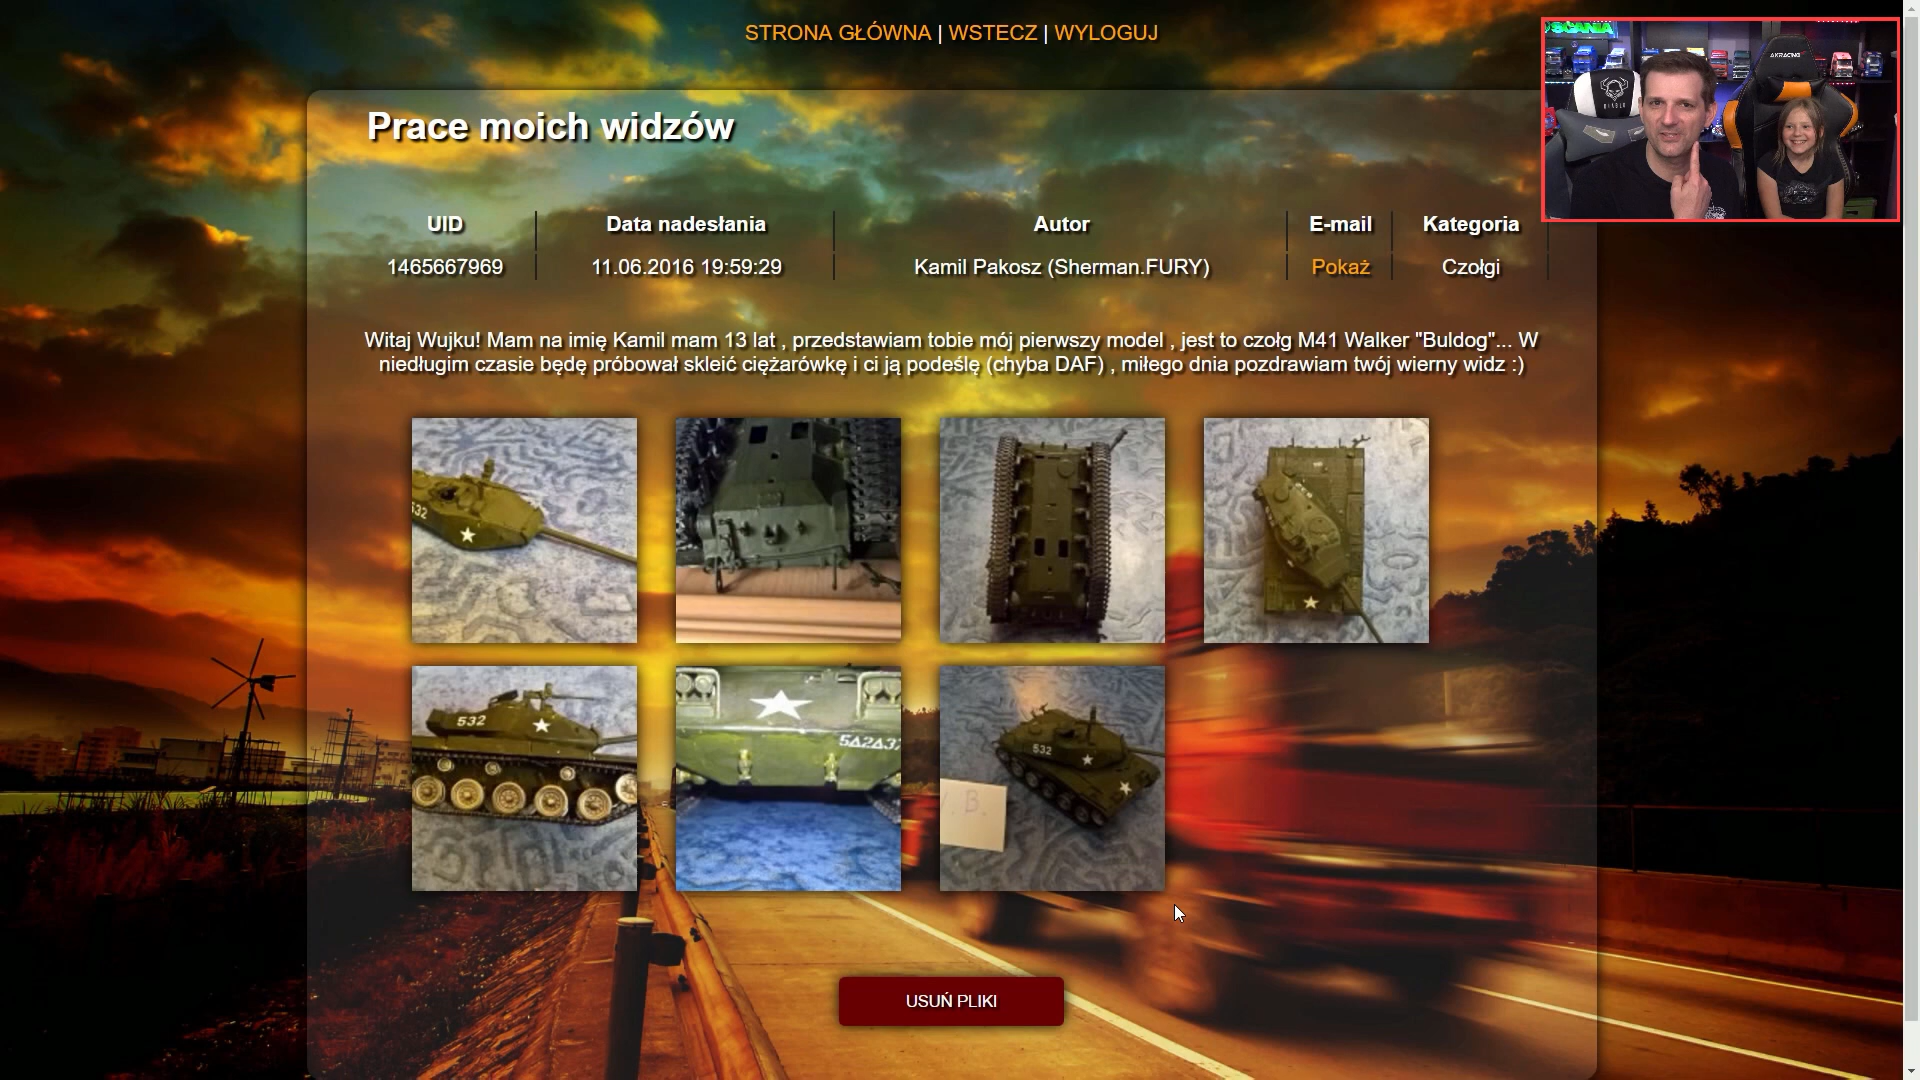 STRONA GŁÓWNA | WSTECZ | WYLOGUJ
SCANIA
AKRACING
DIABLO
Prace moich widzów
UID Data nadesłania Autor E-mail Kategoria
1465667969 11.06.2016 19:59:29 Kamil Pakosz (Sherman.FURY) Pokaż Czołgi
Witaj Wujku! Mam na imię Kamil mam 13 lat , przedstawiam tobie mój pierwszy model , jest to czołg M41 Walker "Buldog"... W
niedługim czasie będę próbował skleić ciężarówkę i ci ją podeślę (chyba DAF) , miłego dnia pozdrawiam twój wierny widz :)
532
532
532
B.
USUŃ PLIKI